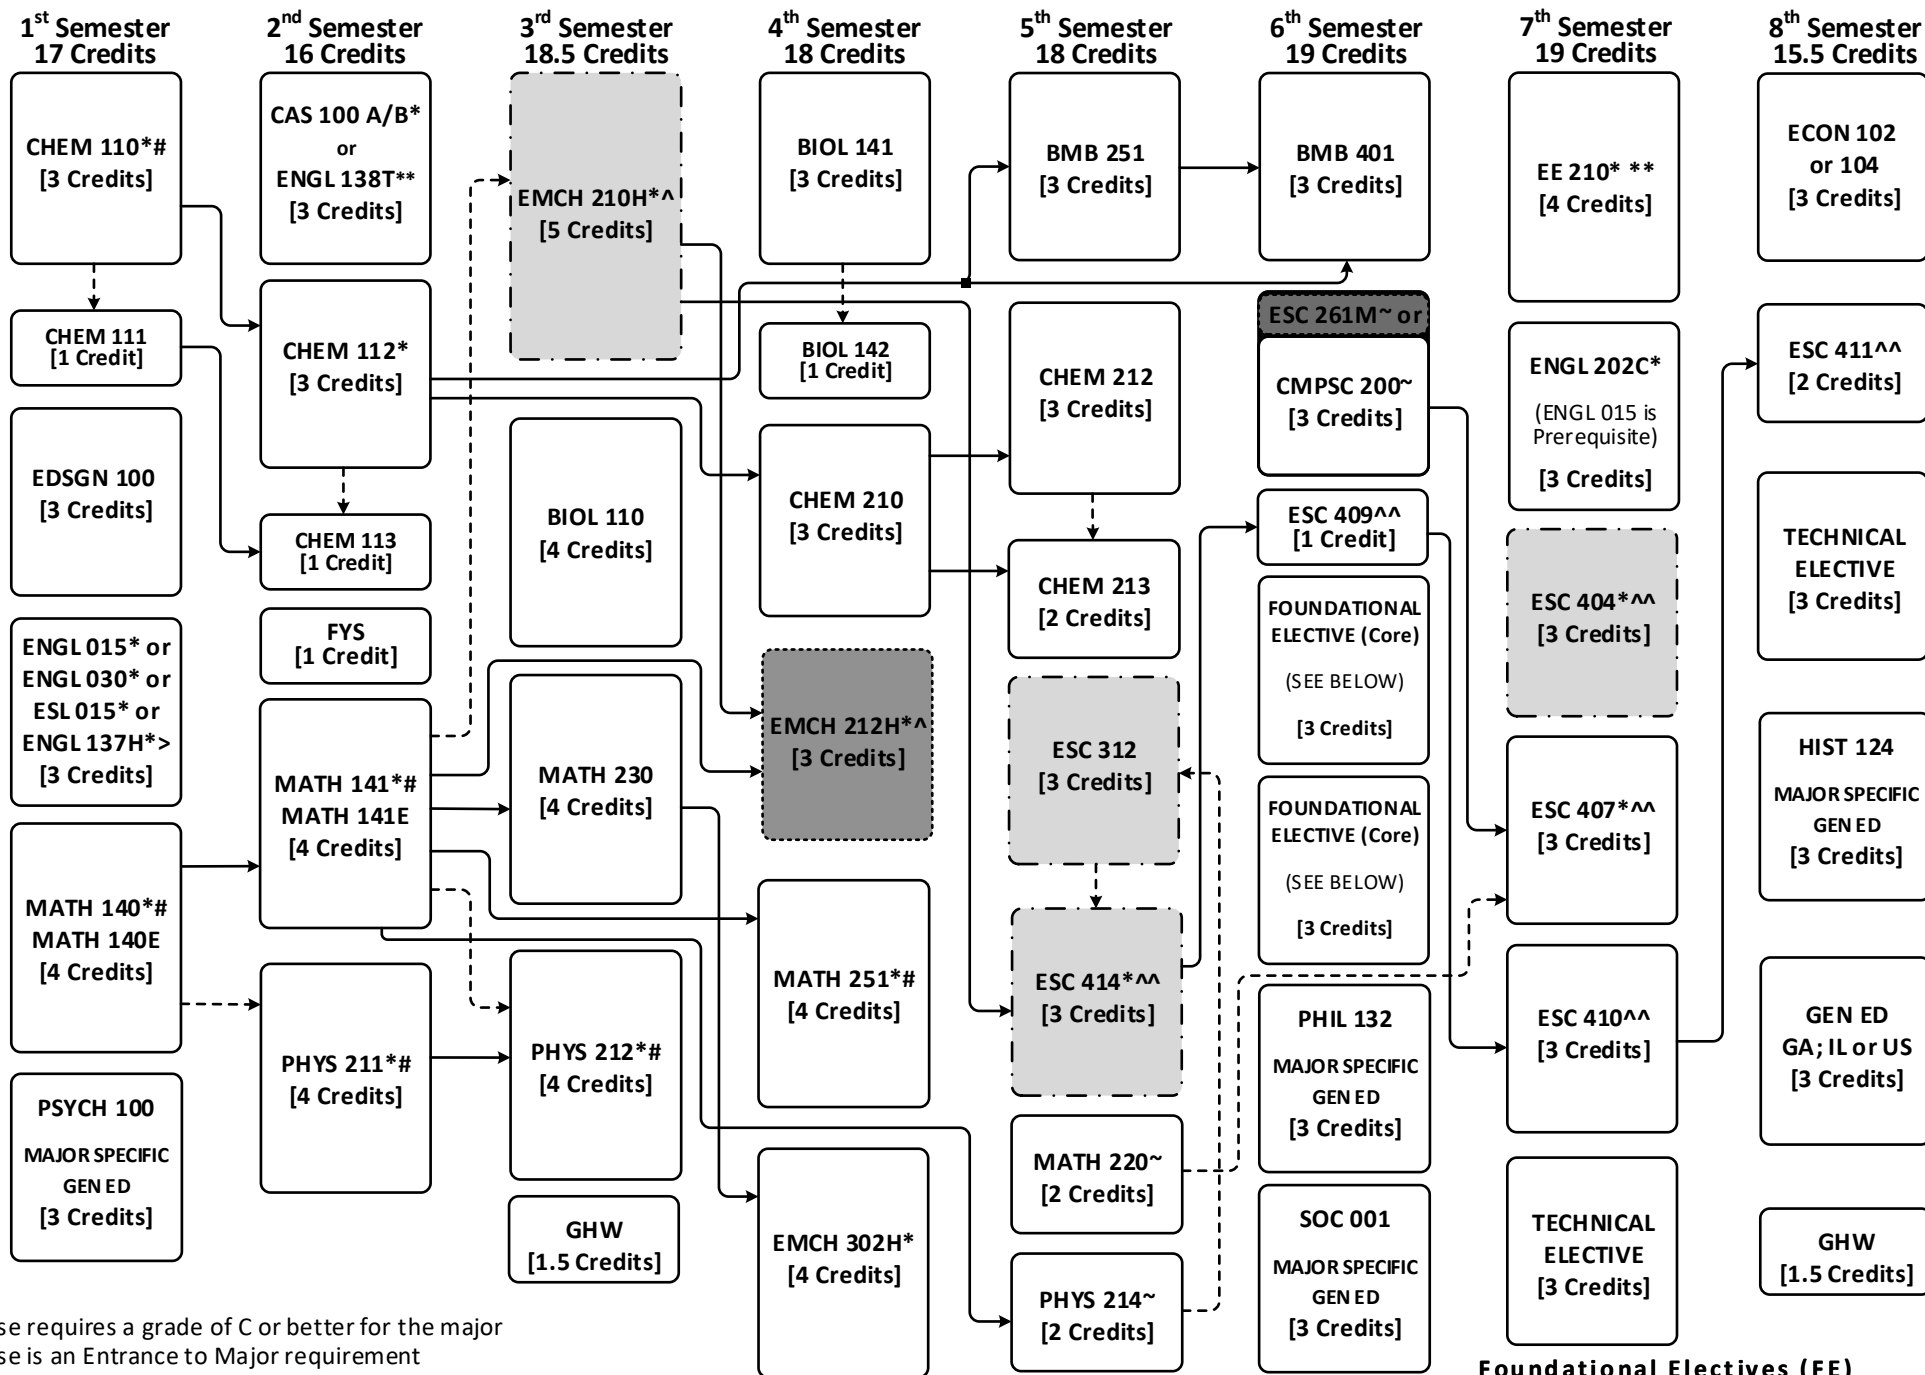 1st Semester
17 Credits
CHEM 110*#
[3 Credits]
CHEM 111
[1 Credit]
EDSGN 100
[3 Credits]
ENGL 015* or
ENGL 030* or
ESL 015* or
ENGL 137H*>
[3 Credits]
MATH 140*#
MATH 140E
[4 Credits]
PSYCH 100
MAJOR SPECIFIC
GEN ED
[3 Credits]
2nd Semester
16 Credits
CAS 100 A/B*
or
ENGL 138T**
[3 Credits]
CHEM 112*
[3 Credits]
CHEM 113
[1 Credit]
FYS
[1 Credit]
MATH 141*#
MATH 141E
[4 Credits]
PHYS 211*#
[4 Credits]
3rd Semester
18.5 Credits
EMCH 210H*^
[5 Credits]
BIOL 110
[4 Credits]
MATH 230
[4 Credits]
PHYS 212*#
[4 Credits]
GHW
[1.5 Credits]
4th Semester
18 Credits
BIOL 141
[3 Credits]
BIOL 142
[1 Credit]
CHEM 210
[3 Credits]
EMCH 212H*^
[3 Credits]
MATH 251*#
[4 Credits]
EMCH 302H*
[4 Credits]
5th Semester
18 Credits
BMB 251
[3 Credits]
CHEM 212
[3 Credits]
CHEM 213
[2 Credits]
ESC 312
[3 Credits]
ESC 414*^^
[3 Credits]
MATH 220~
[2 Credits]
PHYS 214~
[2 Credits]
6th Semester
19 Credits
BMB 401
[3 Credits]
ESC 261M~ or
CMPSC 200~
[3 Credits]
ESC 409^^
[1 Credit]
FOUNDATIONAL
ELECTIVE (Core)
(SEE BELOW)
[3 Credits]
FOUNDATIONAL
ELECTIVE (Core)
(SEE BELOW)
[3 Credits]
PHIL 132
MAJOR SPECIFIC
GEN ED
[3 Credits]
SOC 001
MAJOR SPECIFIC
GEN ED
[3 Credits]
7th Semester
19 Credits
EE 210* **
[4 Credits]
ENGL 202C*
(ENGL 015 is
Prerequisite)
[3 Credits]
ESC 404*^^
[3 Credits]
ESC 407*^^
[3 Credits]
ESC 410^^
[3 Credits]
TECHNICAL
ELECTIVE
[3 Credits]
8th Semester
15.5 Credits
ECON 102
or 104
[3 Credits]
ESC 411^^
[2 Credits]
TECHNICAL
ELECTIVE
[3 Credits]
HIST 124
MAJOR SPECIFIC
GEN ED
[3 Credits]
GEN ED
GA; IL or US
[3 Credits]
GHW
[1.5 Credits]
se requires a grade of C or better for the major
se is an Entrance to Major requirement
Foundational Electives (FE)